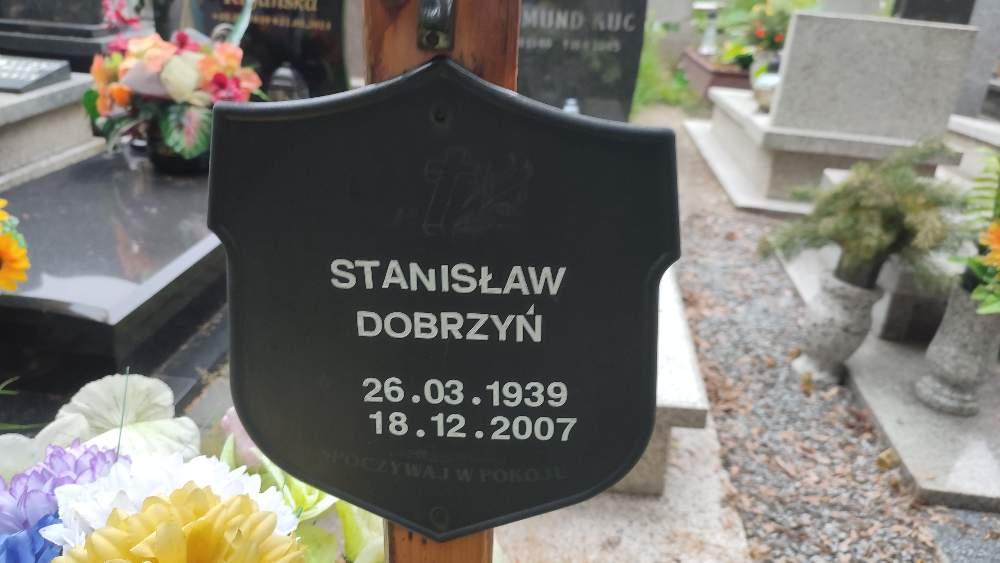 MUND KUC
STANISŁAW
DOBRZYŃ
26.03.1939
18.12.2007
SPOCZYWAJ W POKOJU